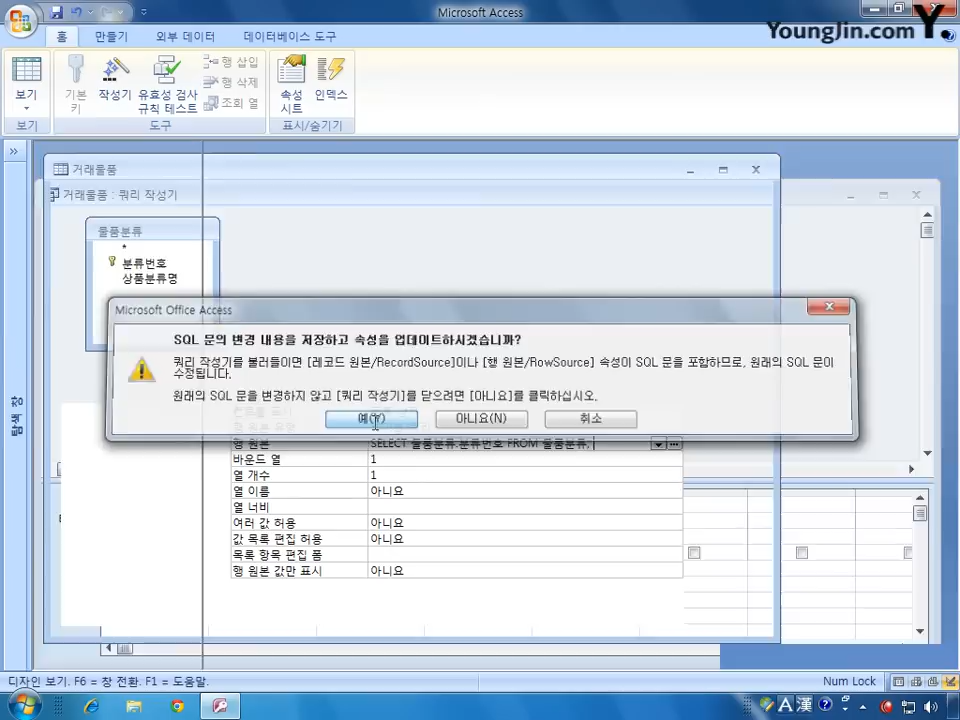 Microsoft Access
YoungJin.com Y
홈 만들기 외부 데이터 데이터베이스 도구
보기
기본 키
작성기
유효성 검사 규칙 테스트
행 삽입
행 삭제
조회 열
속성 시트
인덱스
보기 도구 표시/숨기기
거래물품
거래물품 : 쿼리 작성기
물품분류
*
분류번호
상품분류명
Microsoft Office Access
SQL 문의 변경 내용을 저장하고 속성을 업데이트하시겠습니까?
쿼리 작성기를 불러들이면 [레코드 원본/RecordSource]이나 [행 원본/RowSource] 속성이 SQL 문을 포함하므로, 원래의 SQL 문이
수정됩니다.
원래의 SQL 문을 변경하지 않고 [쿼리 작성기]를 닫으려면 [아니요]를 클릭하십시오.
예(Y) 아니요(N) 취소
행 원본 SELECT 물품분류.분류번호 FROM 물품분류;
바운드 열 1
열 개수 1
열 이름 아니요
열 너비
여러 값 허용 아니요
값 목록 편집 허용 아니요
목록 항목 편집 폼
행 원본 값만 표시 아니요
탐색 창
디자인 보기. F6 = 창 전환. F1 = 도움말. Num Lock
A 漢